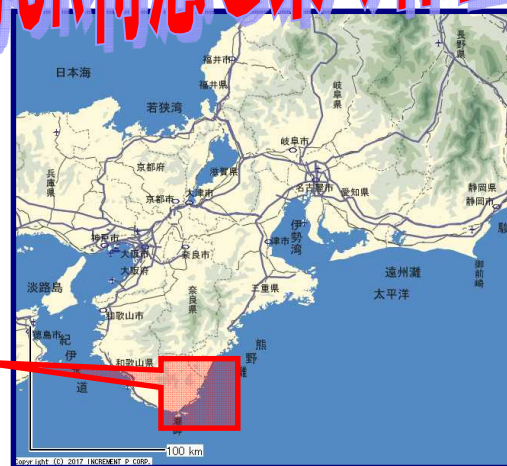 日本海
福井市
福井県
長野県
若狭湾
岐阜県
岐阜市
京都府
滋賀県
兵庫県
大津市
京都市
名古屋市
愛知県
静岡県
静岡市
神戸市
大阪市
大阪府
奈良市
津市
伊勢湾
駿
御前崎
淡路島
奈良県
三重県
遠州灘
太平洋
和歌山市
徳島市
紀伊
道
和歌山県
熊野灘
潮岬
100 km
Copyright (C) 2017 INCREMENT P CORP.